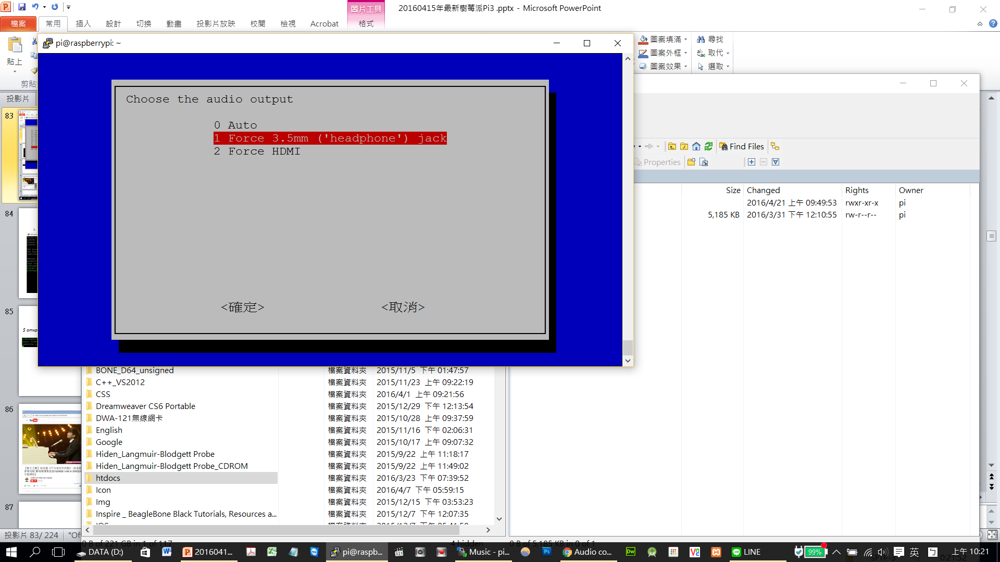 20160415年最新樹莓派Pi3 .pptx - Microsoft PowerPoint
圖片工具
檔案 常用 插入 設計 切換 動畫 投影片放映 校閱 檢視 Acrobat 格式
貼上
剪貼
圖案填滿 尋找
圖案外框 取代
圖案效果 選取
投影片
pi@raspberrypi: ~
Choose the audio output
0 Auto
1 Force 3.5mm ('headphone') jack
2 Force HDMI
<確定> <取消>
Find Files
Properties
Size Changed Rights Owner
2016/4/21 上午 09:49:53 rwxr-xr-x pi
5,185 KB 2016/3/31 下午 12:10:55 rw-r--r-- pi
83
84
85
$ omxp
86
87
BONE_D64_unsigned 檔案資料夾 2015/11/5 下午 01:47:57
C++_VS2012 檔案資料夾 2015/11/23 上午 09:22:19
CSS 檔案資料夾 2016/4/1 上午 09:21:56
Dreamweaver CS6 Portable 檔案資料夾 2015/12/29 下午 12:13:54
DWA-121無線網卡 檔案資料夾 2015/10/28 上午 09:37:59
English 檔案資料夾 2015/11/16 下午 02:06:31
Google 檔案資料夾 2015/10/17 上午 09:07:32
Hiden_Langmuir-Blodgett Probe 檔案資料夾 2015/9/22 上午 11:18:17
Hiden_Langmuir-Blodgett Probe_CDROM 檔案資料夾 2015/9/22 上午 11:49:02
htdocs 檔案資料夾 2016/3/23 下午 07:39:52
Icon 檔案資料夾 2016/4/7 下午 05:59:15
Img 檔案資料夾 2015/12/15 下午 03:53:23
Inspire _ BeagleBone Black Tutorials, Resources a... 檔案資料夾 2015/12/7 下午 12:07:35
投影片 83/ 224 "Of
0 B of 221 GB in 1 of 117 4 hidden 0 B of 5,185 KB in 0 of 1
DATA (D:) 2016041... pi@raspb... Music - pi... Audio co... LINE 99% 英 上午 10:21
SFTP-3 0:21:52